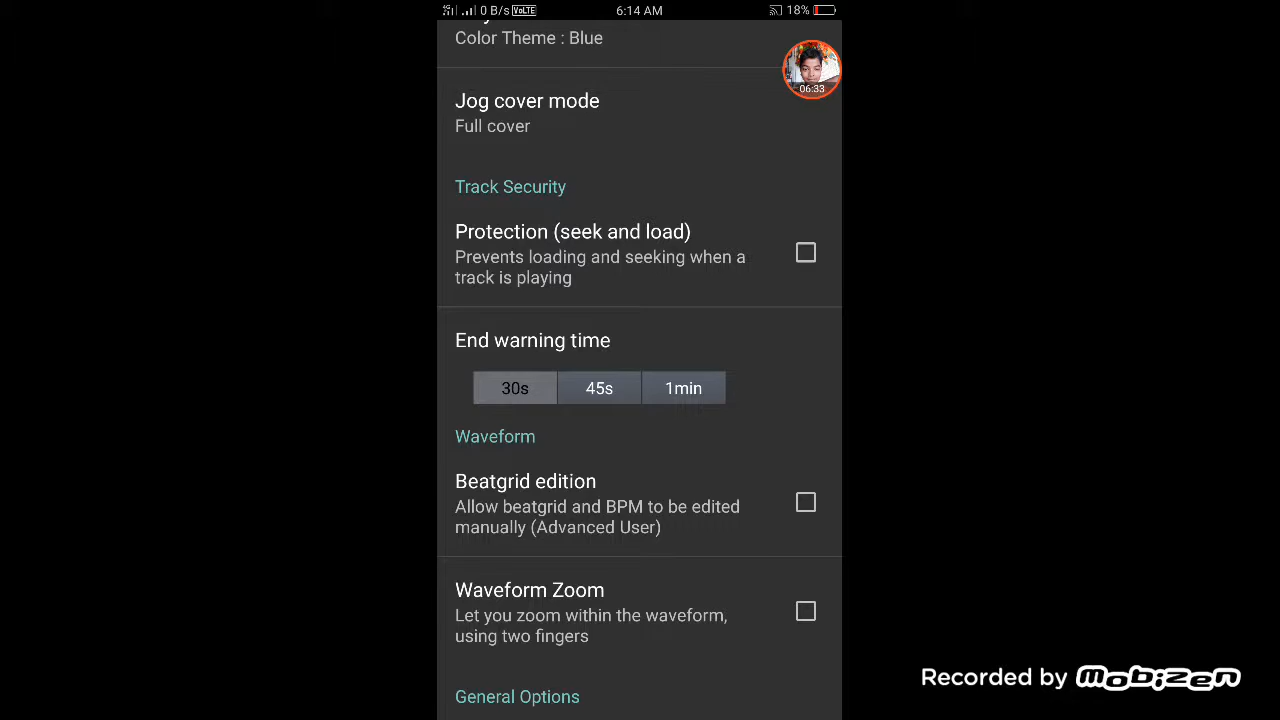 0 B/s VoLTE 6:14 AM 18%
Color Theme : Blue
06:33
Jog cover mode
Full cover
Track Security
Protection (seek and load)
Prevents loading and seeking when a
track is playing
End warning time
30s 45s 1min
Waveform
Beatgrid edition
Allow beatgrid and BPM to be edited
manually (Advanced User)
Waveform Zoom
Let you zoom within the waveform,
using two fingers
Recorded by Mobizen
General Options